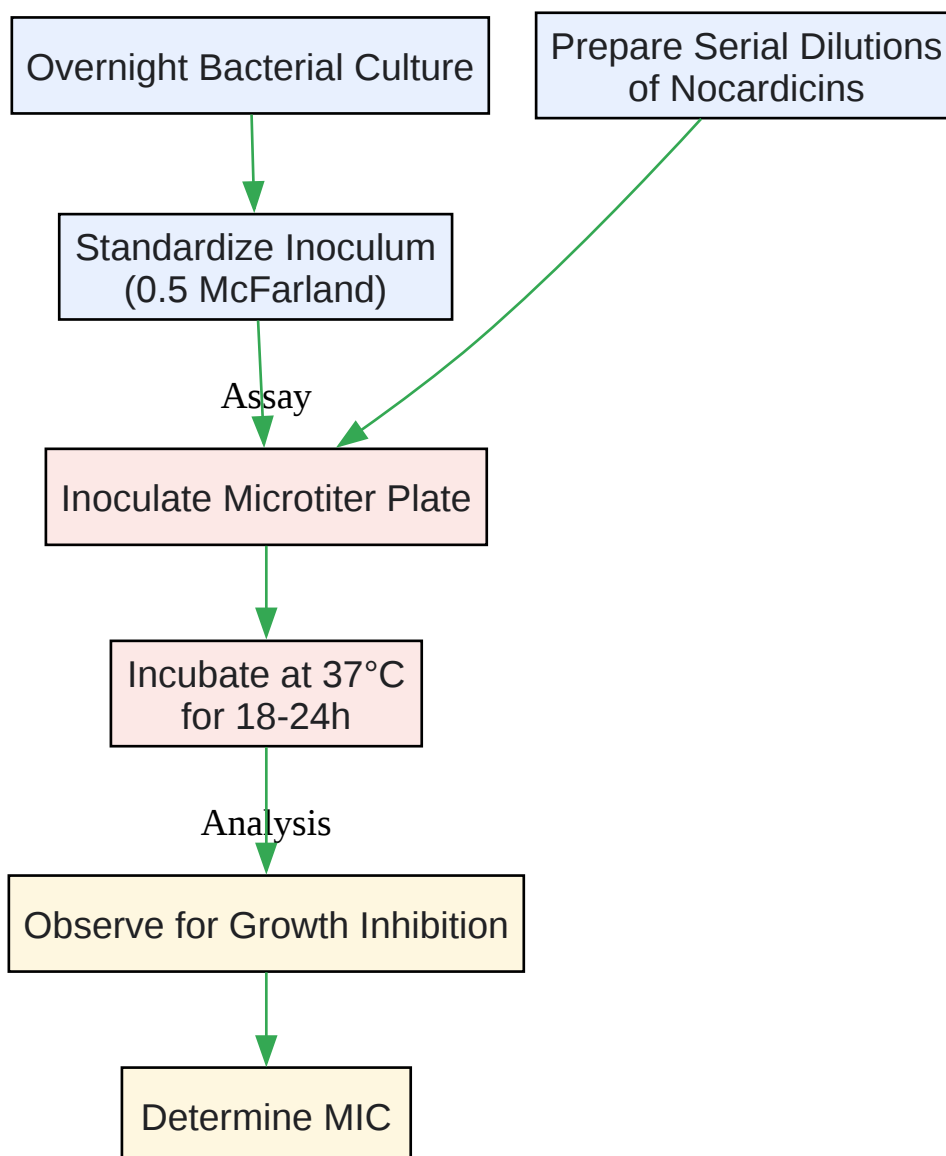 Overnight Bacterial Culture
Prepare Serial Dilutions
of Nocardicins
Standardize Inoculum
(0.5 McFarland)
Assay
Inoculate Microtiter Plate
Incubate at 37°C
for 18-24h
Analysis
Observe for Growth Inhibition
Determine MIC